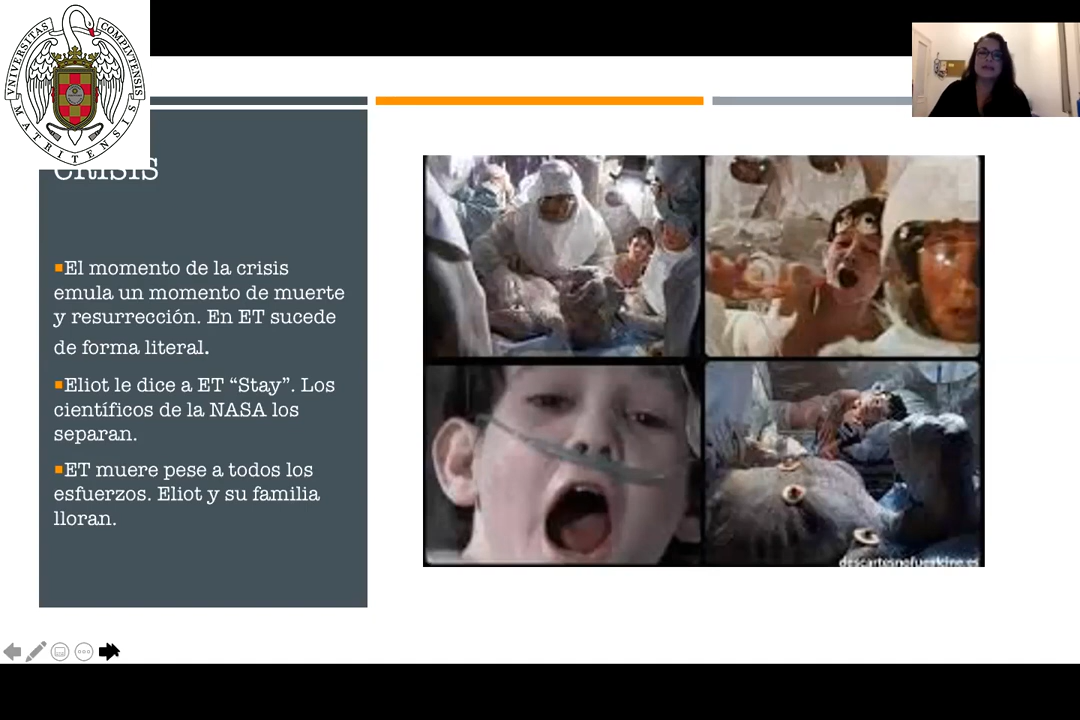 UNIVERSITAS COMPLUTENSIS
MATRITENSIS
CRISIS
▪El momento de la crisis
emula un momento de muerte
y resurrección. En ET sucede
de forma literal.
▪Eliot le dice a ET “Stay”. Los
científicos de la NASA los
separan.
▪ET muere pese a todos los
esfuerzos. Eliot y su familia
lloran.
descartesnofueakine.es